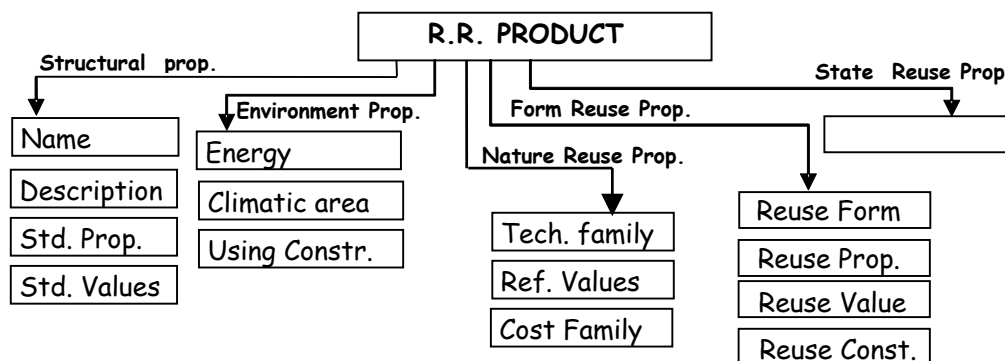 R.R. PRODUCT
Structural prop.
State Reuse Prop
Environment Prop.
Form Reuse Prop.
Nature Reuse Prop.
Name
Description
Std. Prop.
Std. Values
Energy
Climatic area
Using Constr.
Tech. family
Ref. Values
Cost Family
Reuse Form
Reuse Prop.
Reuse Value
Reuse Const.